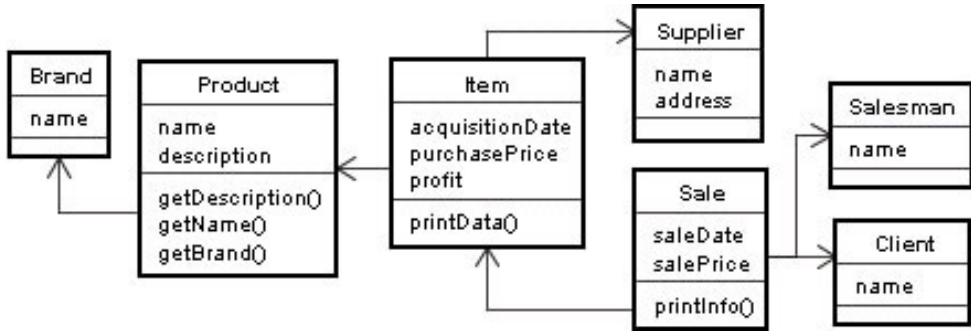 Brand
name
Product
name
description
getDescription()
getName()
getBrand()
Item
acquisitionDate
purchasePrice
profit
printData()
Supplier
name
address
Sale
saleDate
salePrice
printInfo()
Salesman
name
Client
name